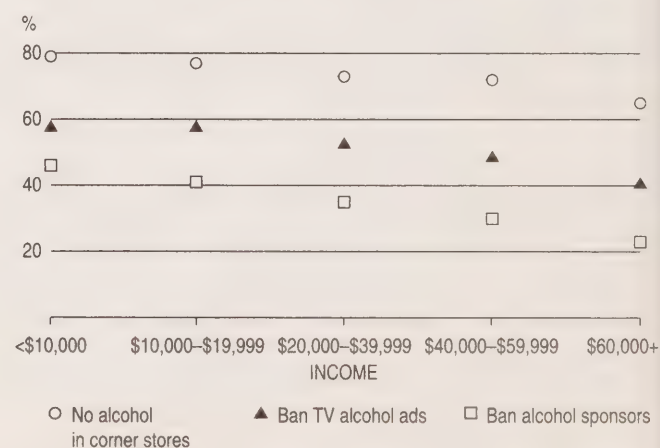 %
80
60
40
20
<$10,000 $10,000–$19,999 $20,000–$39,999 $40,000–$59,999 $60,000+
INCOME
No alcohol
in corner stores
Ban TV alcohol ads
Ban alcohol sponsors